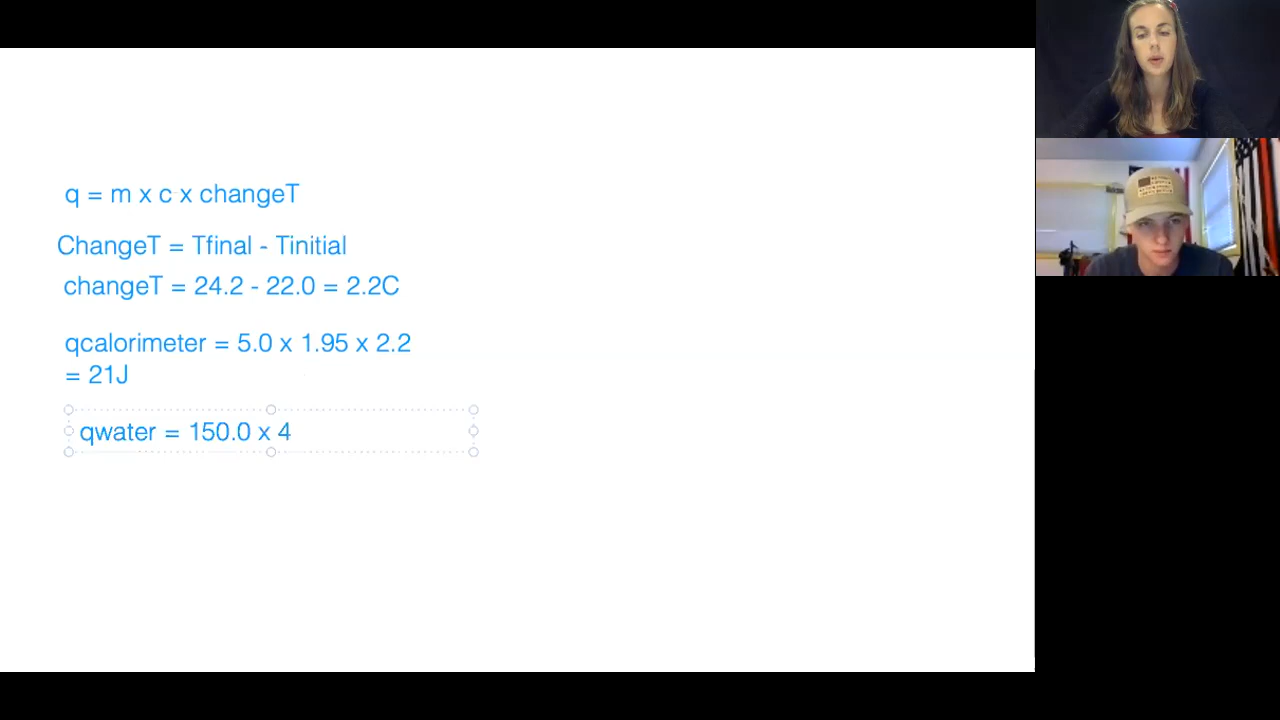 q = m x c x changeT
ChangeT = Tfinal - Tinitial
changeT = 24.2 - 22.0 = 2.2C
qcalorimeter = 5.0 x 1.95 x 2.2
= 21J
qwater = 150.0 x 4